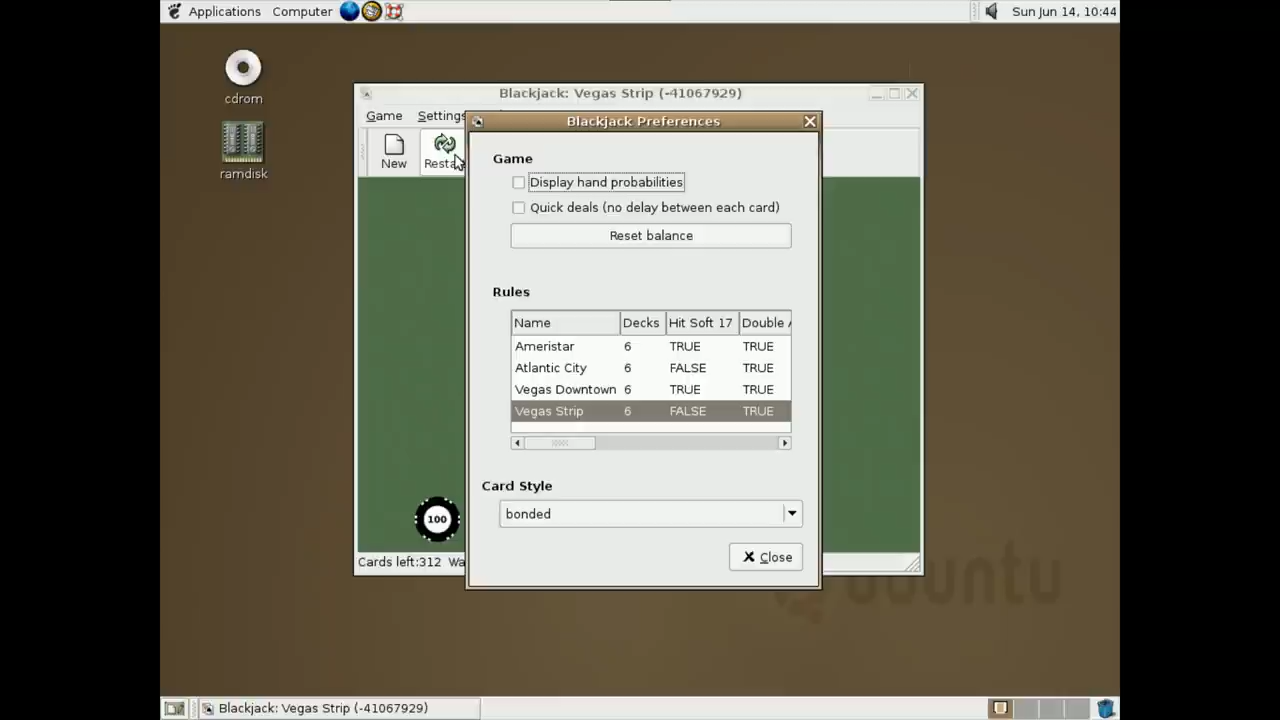 Applications Computer Sun Jun 14, 10:44
cdrom
ramdisk
Blackjack: Vegas Strip (-41067929)
Game Settings
New
Blackjack Preferences
Game
Display hand probabilities
Quick deals (no delay between each card)
Reset balance
Rules
Name Decks Hit Soft 17 Double
Ameristar 6 TRUE TRUE
Atlantic City 6 FALSE TRUE
Vegas Downtown 6 TRUE TRUE
Vegas Strip 6 FALSE TRUE
Card Style
bonded
Close
100
Cards left:312 Wa
ubuntu
Blackjack: Vegas Strip (-41067929)